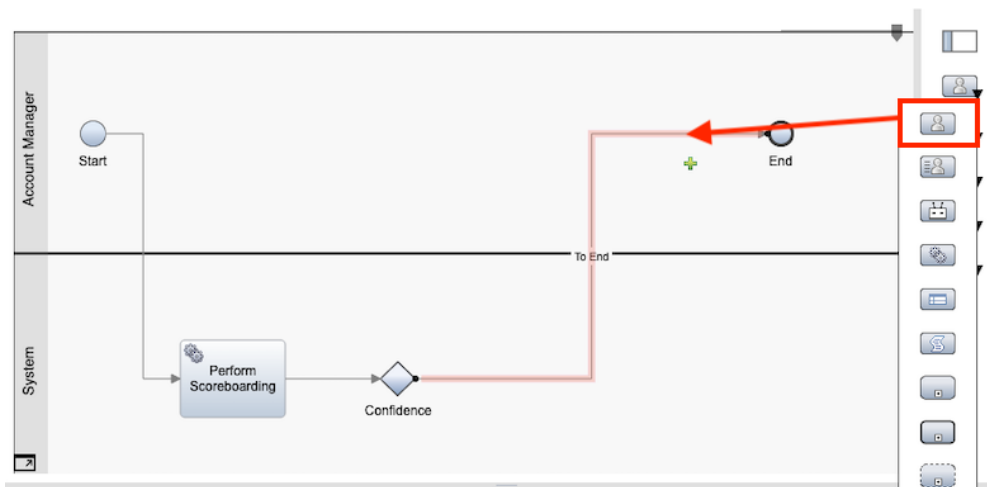 Account Manager
Start
End
To End
System
Perform
Scoreboarding
Confidence